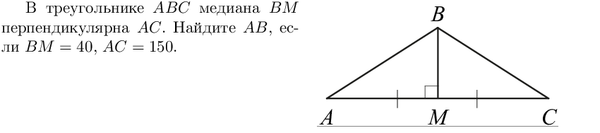 В треугольнике ABC медиана BM
перпендикулярна AC. Найдите AB, ес-
ли BM = 40, AC = 150.
B
A
M
C